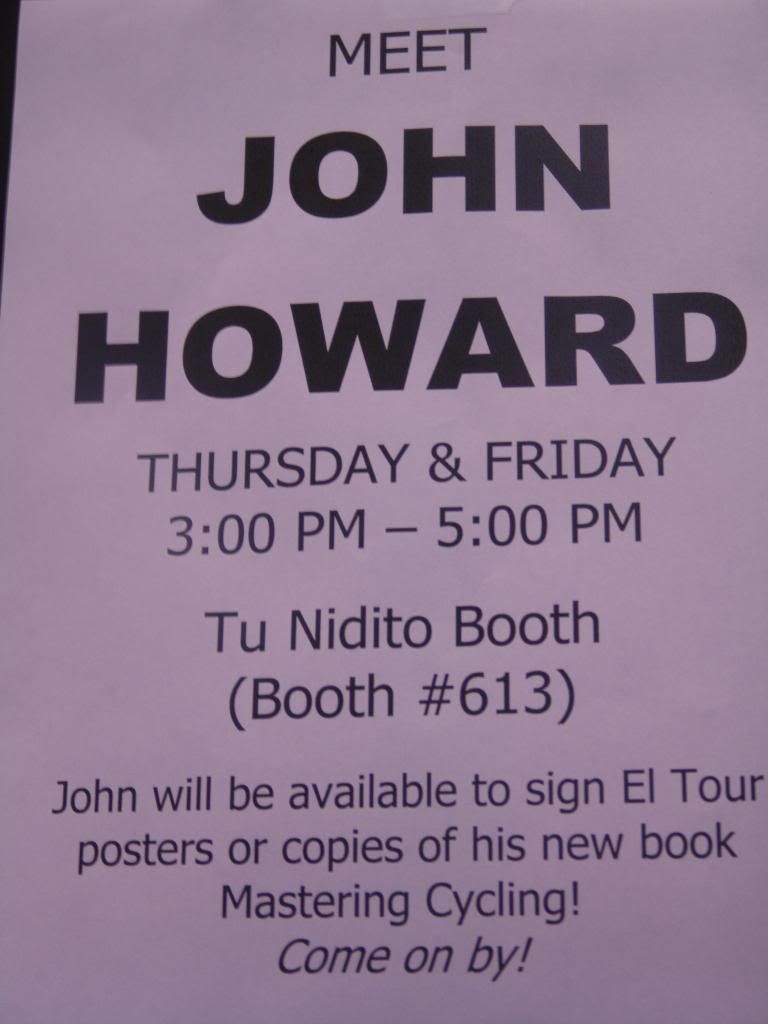 MEET
JOHN
HOWARD
THURSDAY & FRIDAY
3:00 PM – 5:00 PM
Tu Nidito Booth
(Booth #613)
John will be available to sign El Tour
posters or copies of his new book
Mastering Cycling!
Come on by!